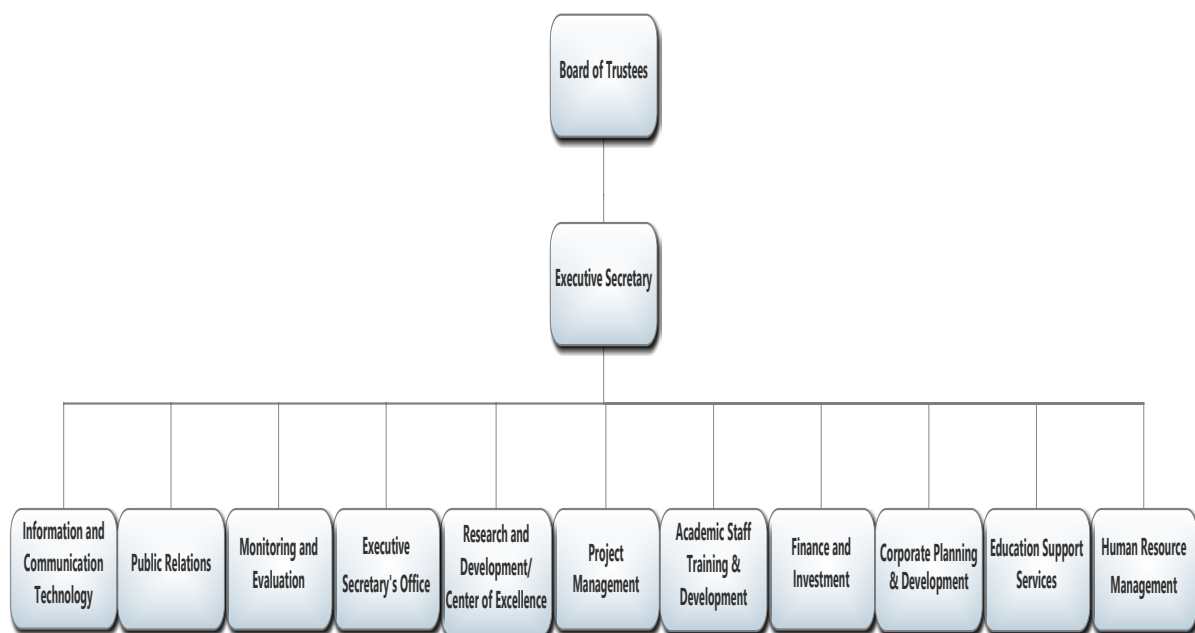 Board of Trustees
Executive Secretary
Information and
Communication
Technology
Public Relations
Monitoring and
Evaluation
Executive
Secretary's Office
Research and
Development/
Center of Excellence
Project
Management
Academic Staff
Training &
Development
Finance and
Investment
Corporate Planning
& Development
Education Support
Services
Human Resource
Management